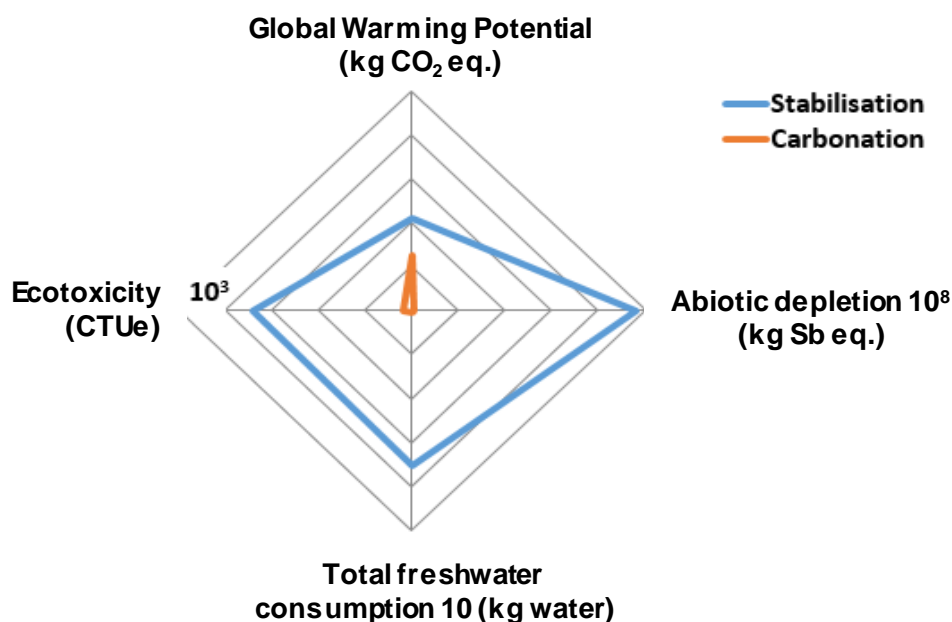 Global Warming Potential
(kg CO₂ eq.)
Stabilisation
Carbonation
Ecotoxicity 10³
(CTUe)
Abiotic depletion 10⁸
(kg Sb eq.)
Total freshwater
consumption 10 (kg water)